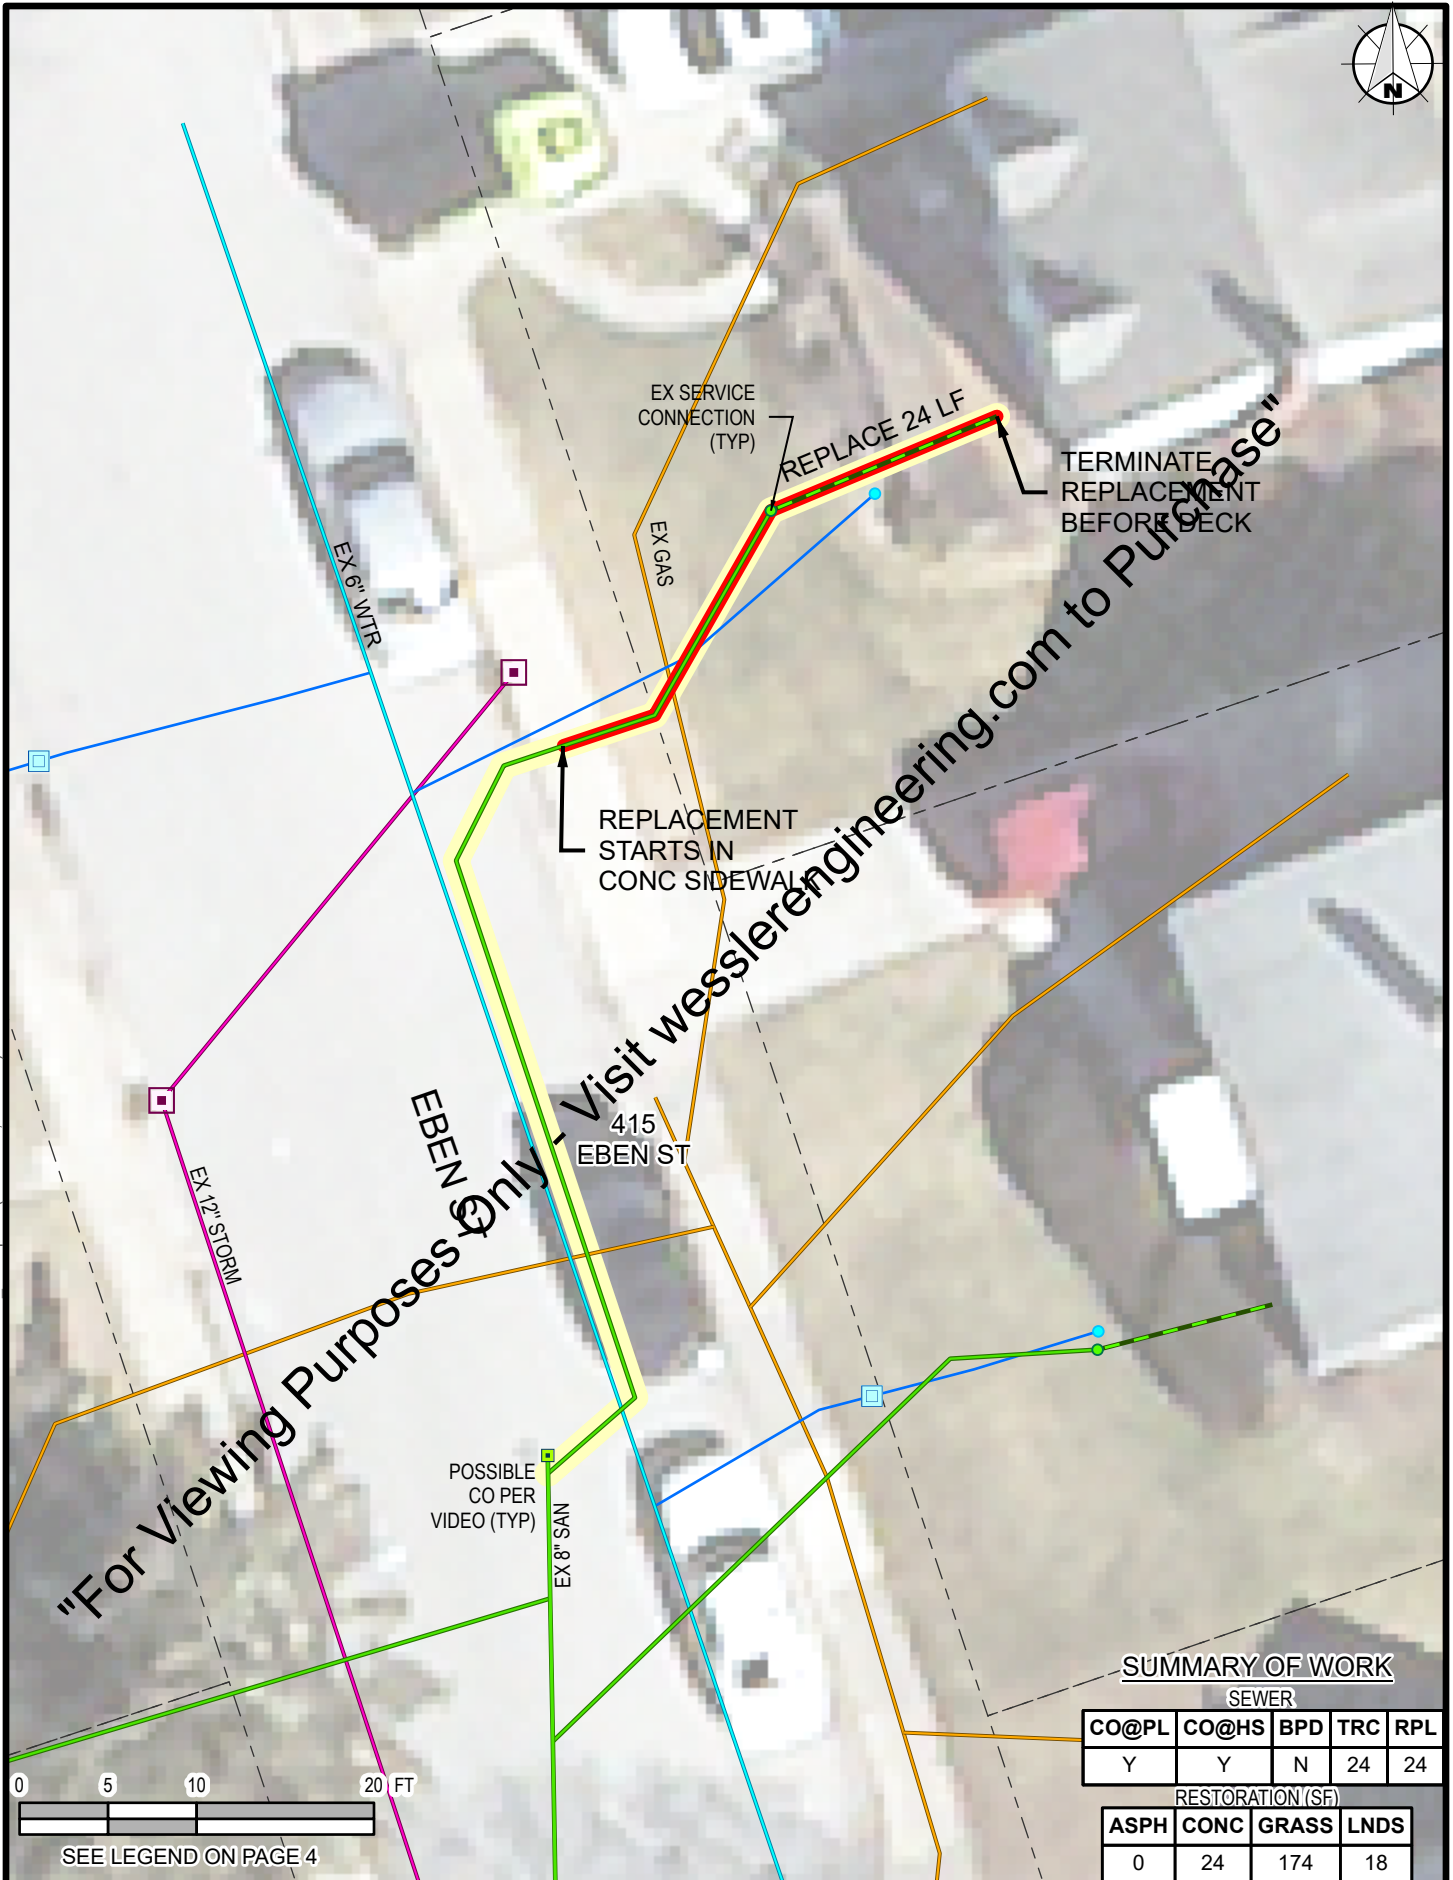 N
EX SERVICE
CONNECTION
(TYP)
REPLACE 24 LF
TERMINATE
REPLACEMENT
BEFORE DECK
EX GAS
EX 6" WTR
REPLACEMENT
STARTS IN
CONC SIDEWALK
"For Viewing Purposes Only - Visit wesslerengineering.com to Purchase"
415
EBEN ST
EBEN ST
EX 12" STORM
POSSIBLE
CO PER
VIDEO (TYP)
EX 8" SAN
SUMMARY OF WORK
SEWER
CO@PL CO@HS BPD TRC RPL
Y Y N 24 24
RESTORATION (SF)
ASPH CONC GRASS LNDS
0 24 174 18
0 5 10 20 FT
SEE LEGEND ON PAGE 4